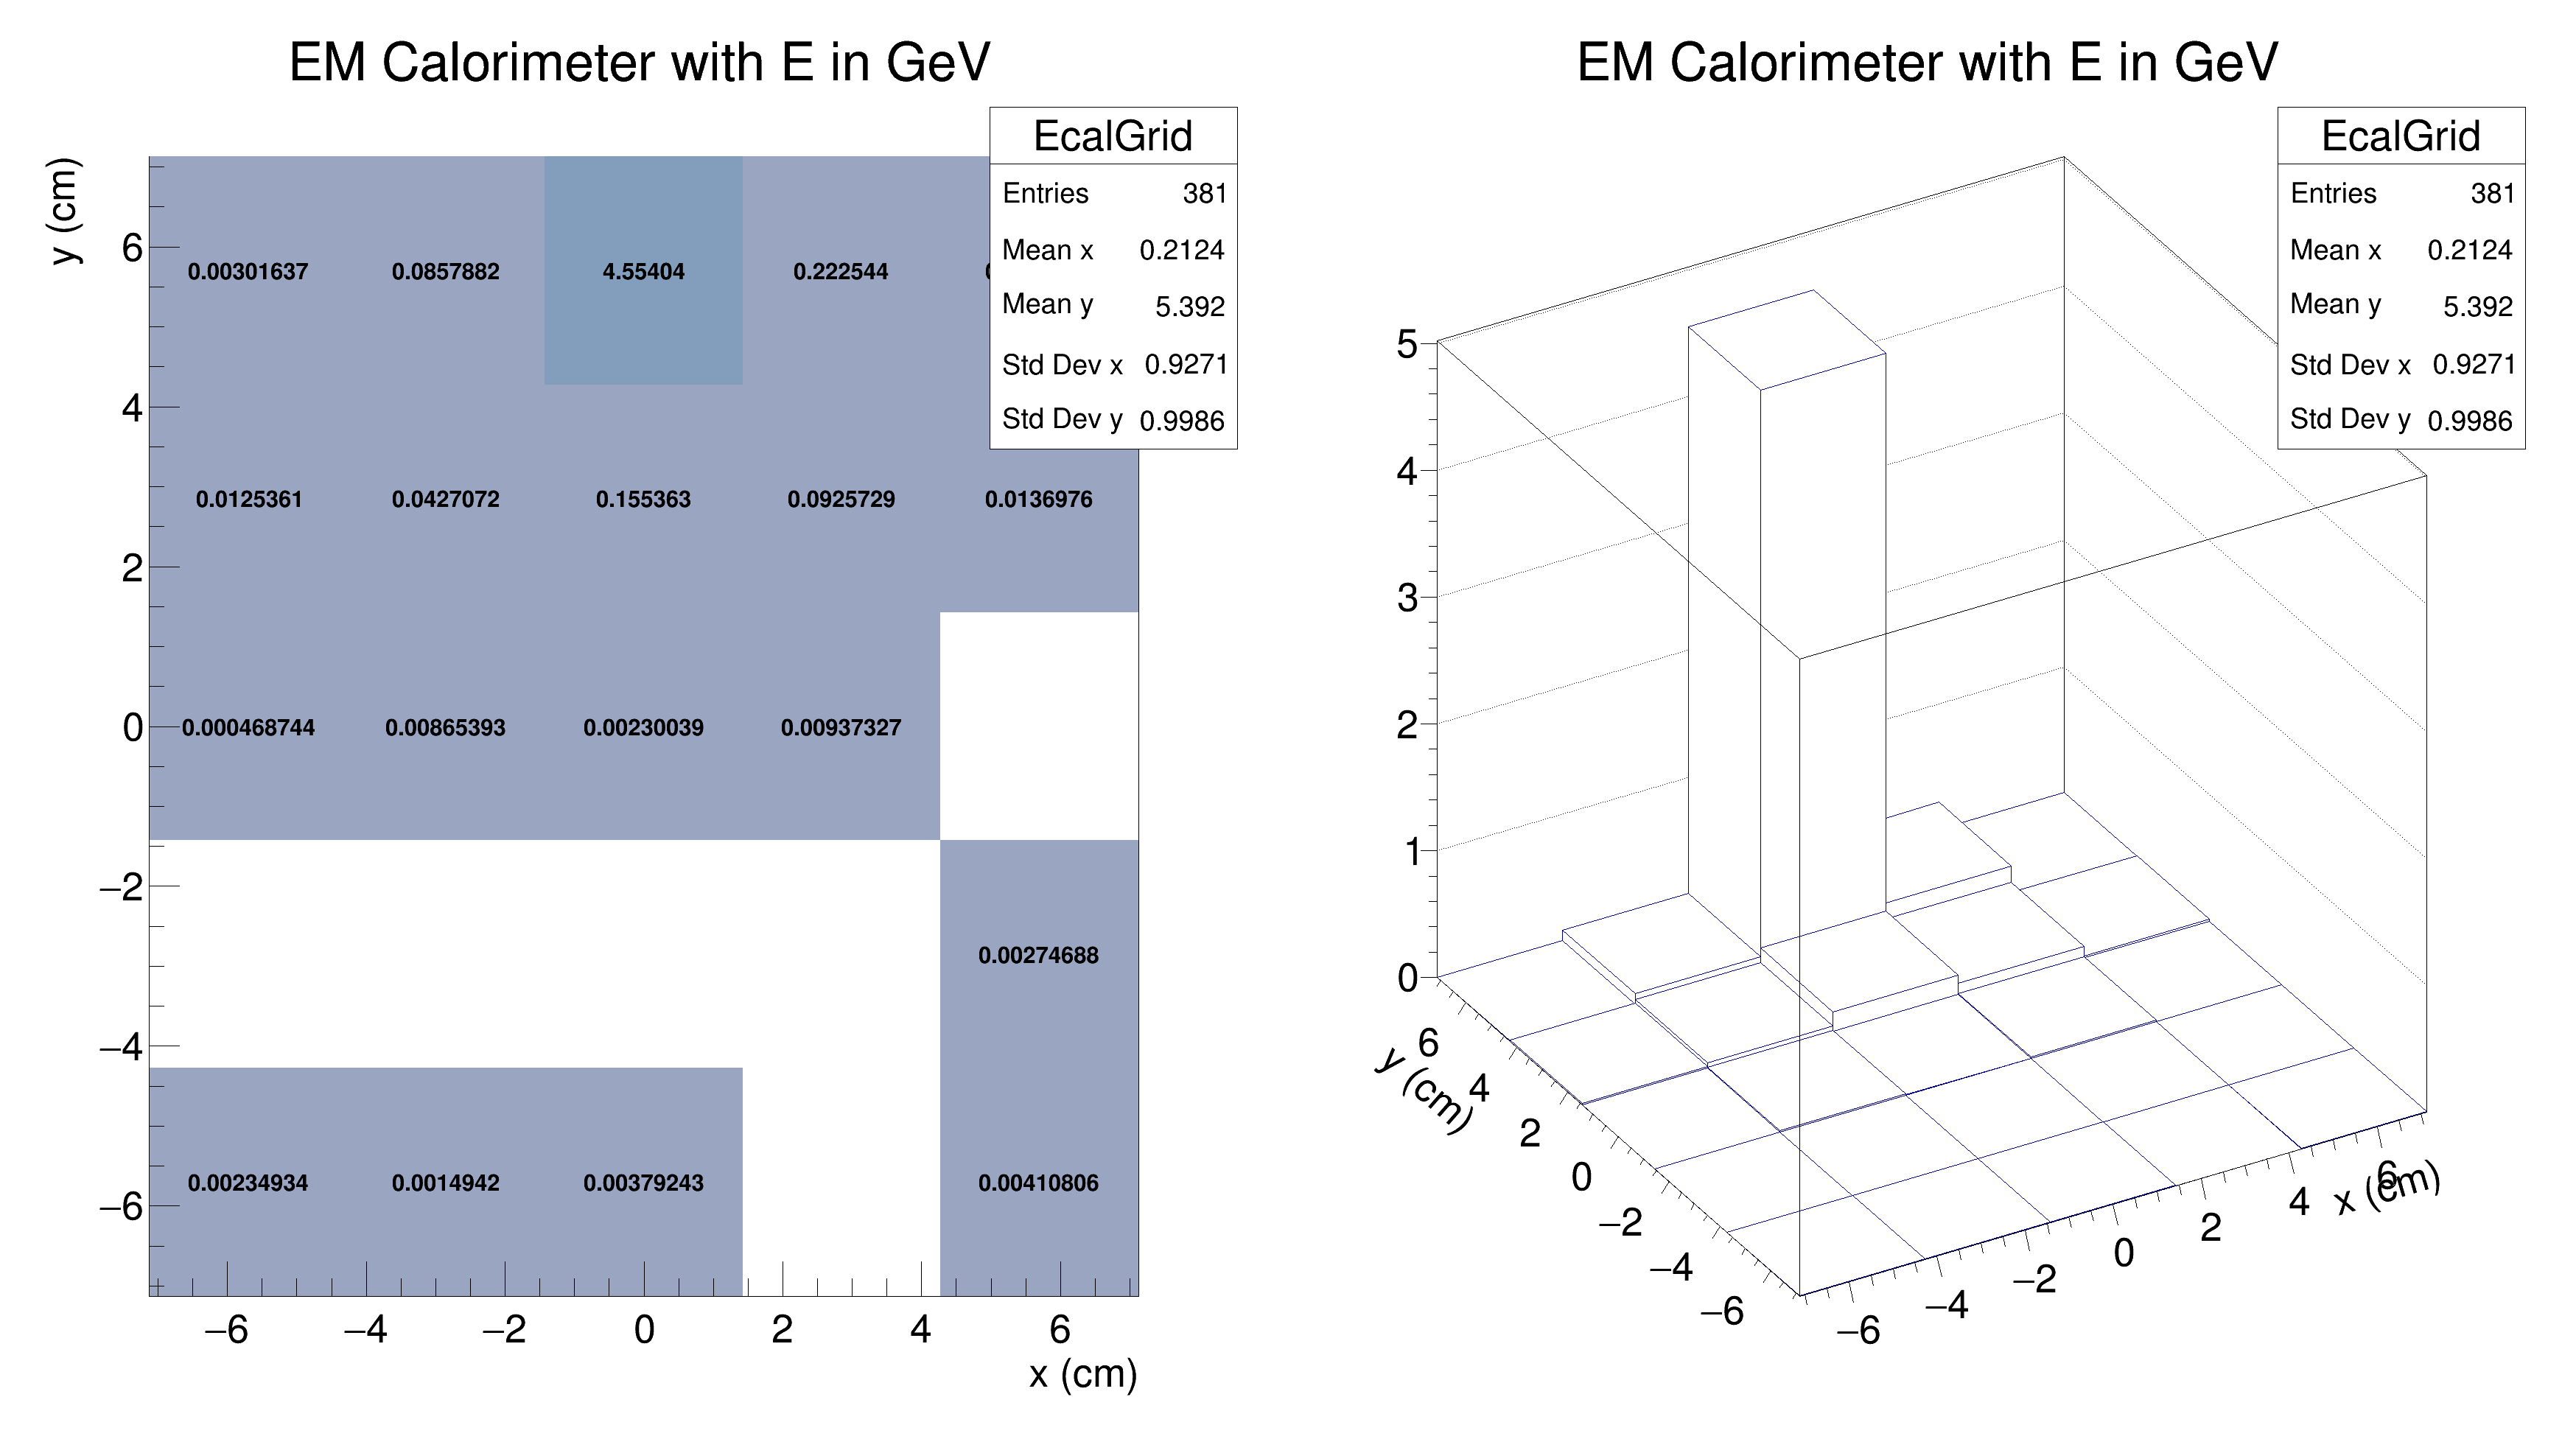 EM Calorimeter with E in GeV
EcalGrid
Entries 381
Mean x 0.2124
Mean y 5.392
Std Dev x 0.9271
Std Dev y 0.9986
y (cm)
6
4
2
0
−2
−4
−6
0.00301637 0.0857882 4.55404 0.222544
0.0125361 0.0427072 0.155363 0.0925729 0.0136976
0.000468744 0.00865393 0.00230039 0.00937327
0.00274688
0.00234934 0.0014942 0.00379243 0.00410806
−6 −4 −2 0 2 4 6
x (cm)
EM Calorimeter with E in GeV
EcalGrid
Entries 381
Mean x 0.2124
Mean y 5.392
Std Dev x 0.9271
Std Dev y 0.9986
5
4
3
2
1
0
6
4
2
0
−2
−4
−6
y (cm)
−6
−4
−2
0
2
4
6
x (cm)